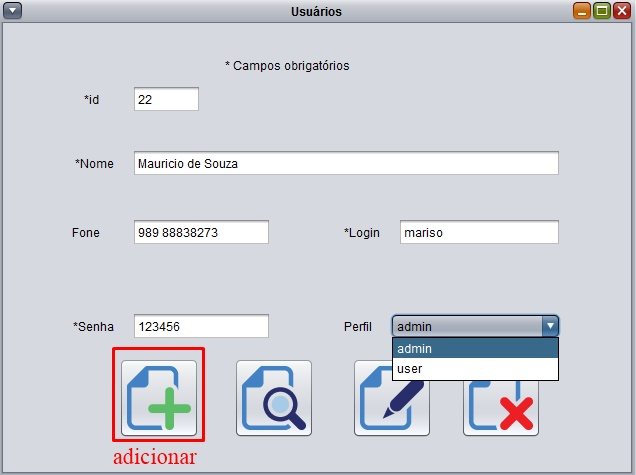 Usuários
* Campos obrigatórios
*id 22
*Nome Mauricio de Souza
Fone 989 88838273 *Login mariso
*Senha 123456 Perfil admin
admin
user
adicionar